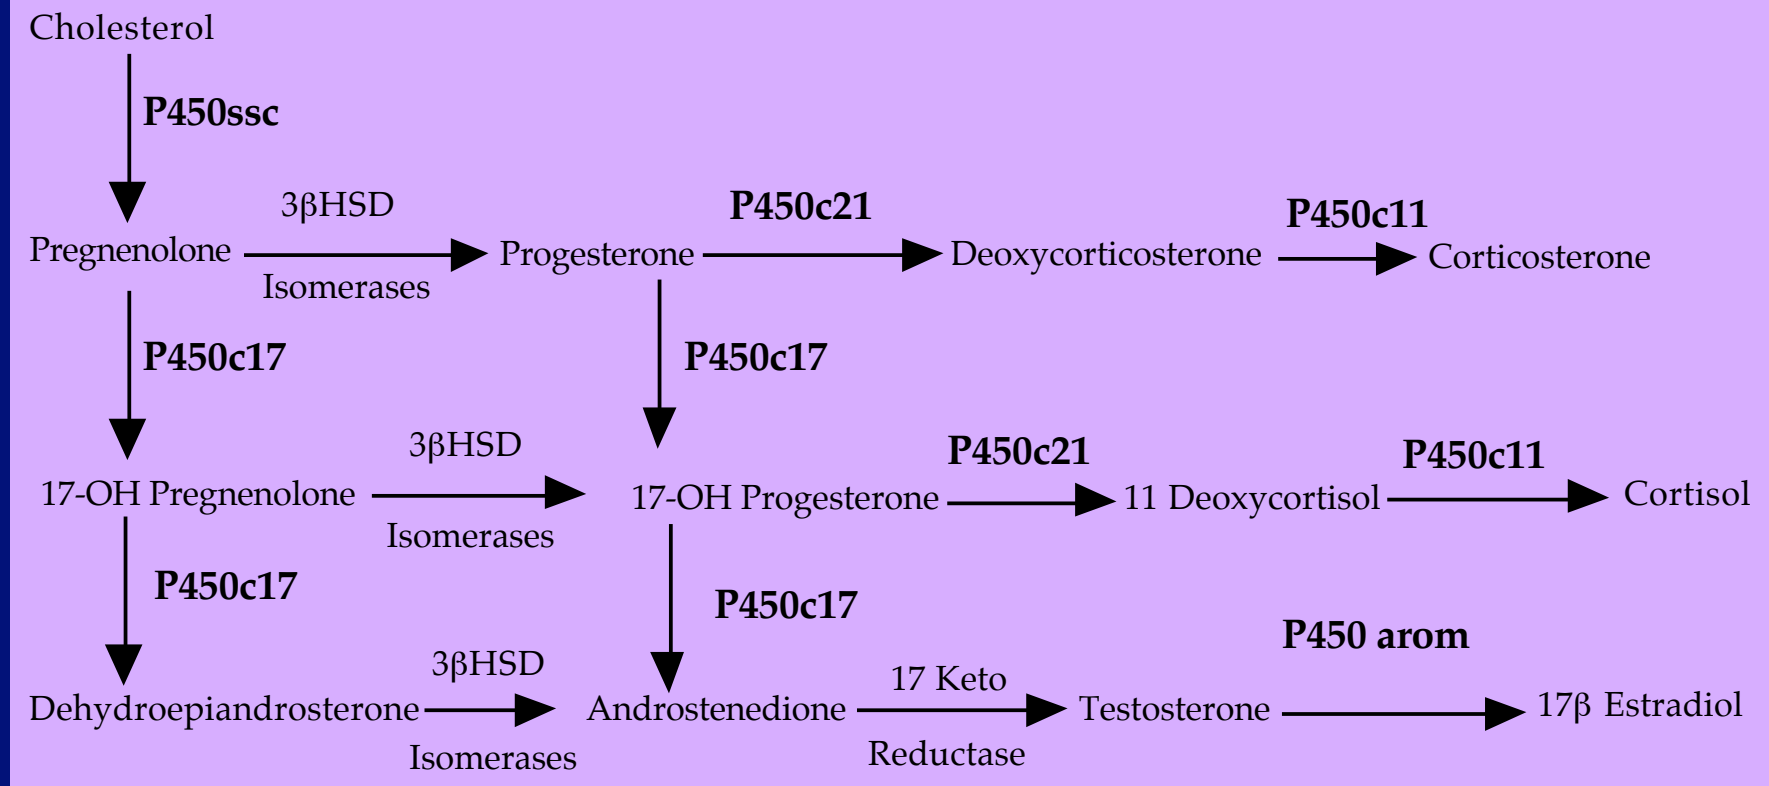 Cholesterol
P450ssc
3βHSD
P450c21
P450c11
Pregnenolone
Progesterone
Deoxycorticosterone
Corticosterone
Isomerases
P450c17
P450c17
3βHSD
P450c21
P450c11
17-OH Pregnenolone
17-OH Progesterone
11 Deoxycortisol
Cortisol
Isomerases
P450c17
P450c17
P450 arom
3βHSD
17 Keto
Dehydroepiandrosterone
Androstenedione
Testosterone
17β Estradiol
Isomerases
Reductase